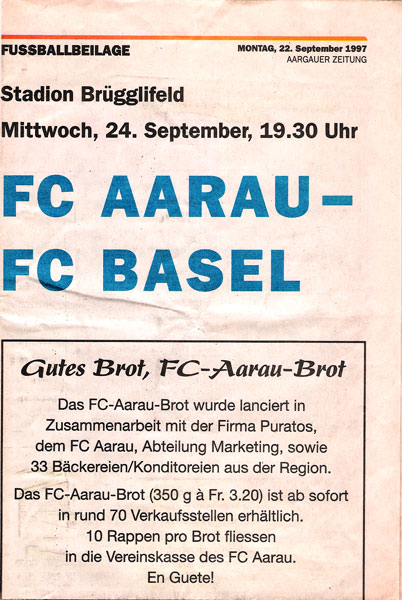 FUSSBALLBEILAGE
MONTAG, 22. September 1997
AARGAUER ZEITUNG
Stadion Brügglifeld
Mittwoch, 24. September, 19.30 Uhr
FC AARAU–
FC BASEL
Gutes Brot, FC-Aarau-Brot
Das FC-Aarau-Brot wurde lanciert in
Zusammenarbeit mit der Firma Puratos,
dem FC Aarau, Abteilung Marketing, sowie
33 Bäckereien/Konditoreien aus der Region.
Das FC-Aarau-Brot (350 g à Fr. 3.20) ist ab sofort
in rund 70 Verkaufsstellen erhältlich.
10 Rappen pro Brot fliessen
in die Vereinskasse des FC Aarau.
En Guete!